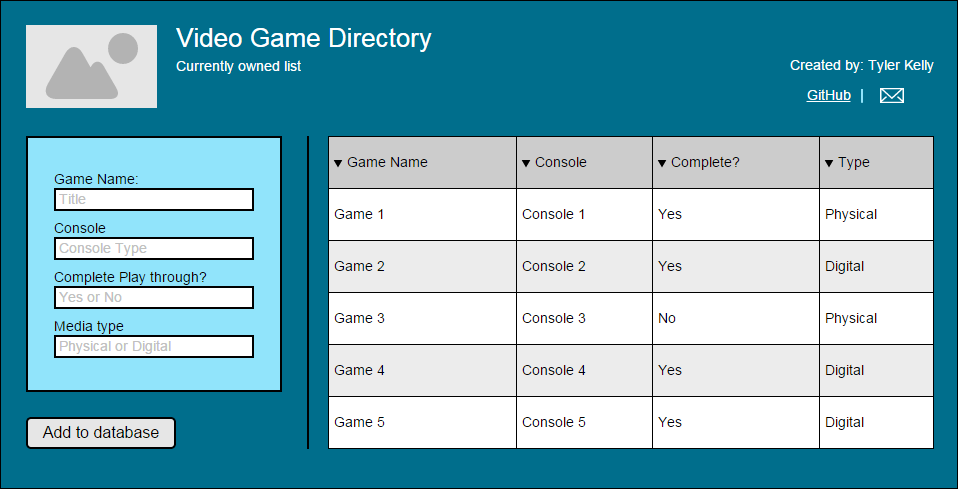 Video Game Directory
Currently owned list
Created by: Tyler Kelly
GitHub |
Game Name:
Title
Console
Console Type
Complete Play through?
Yes or No
Media type
Physical or Digital
Add to database
Game Name Console Complete? Type
Game 1 Console 1 Yes Physical
Game 2 Console 2 Yes Digital
Game 3 Console 3 No Physical
Game 4 Console 4 Yes Digital
Game 5 Console 5 Yes Digital